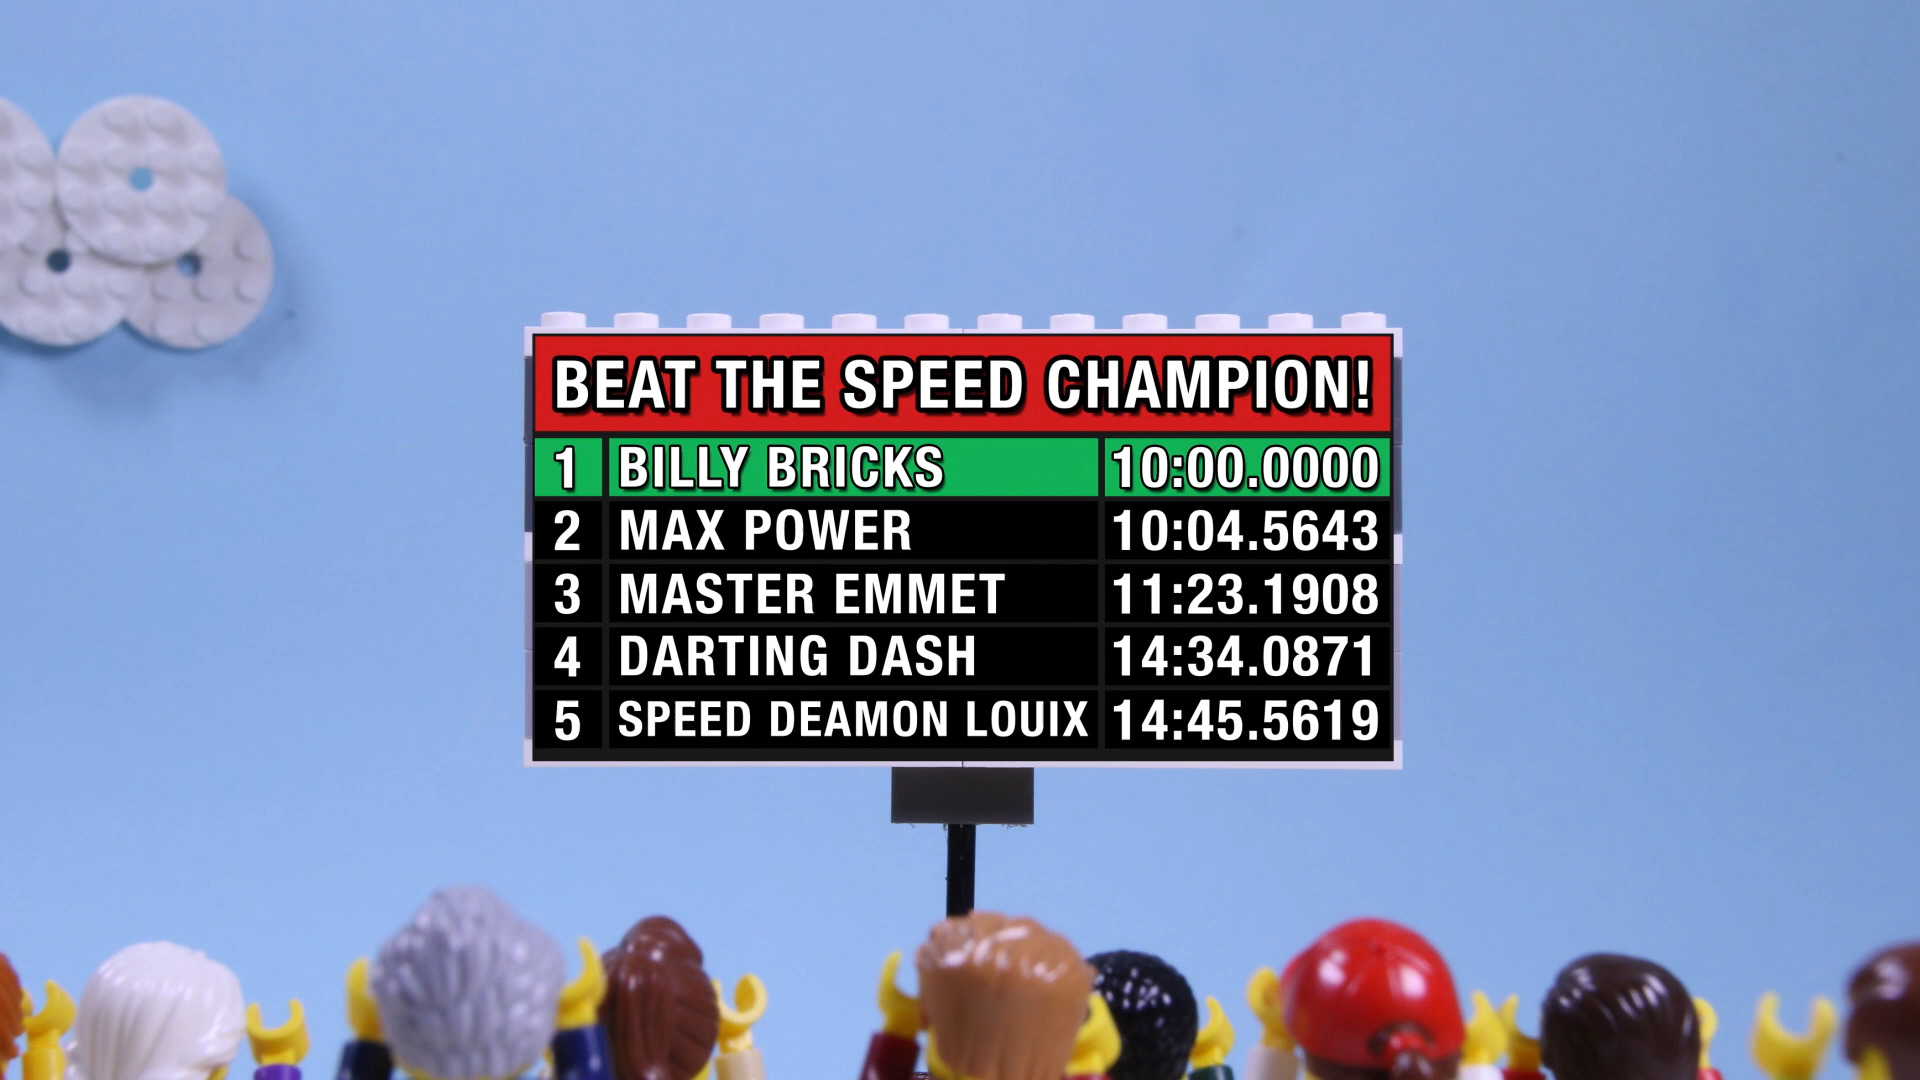 BEAT THE SPEED CHAMPION!
1 BILLY BRICKS 10:00.0000
2 MAX POWER 10:04.5643
3 MASTER EMMET 11:23.1908
4 DARTING DASH 14:34.0871
5 SPEED DEAMON LOUIX 14:45.5619